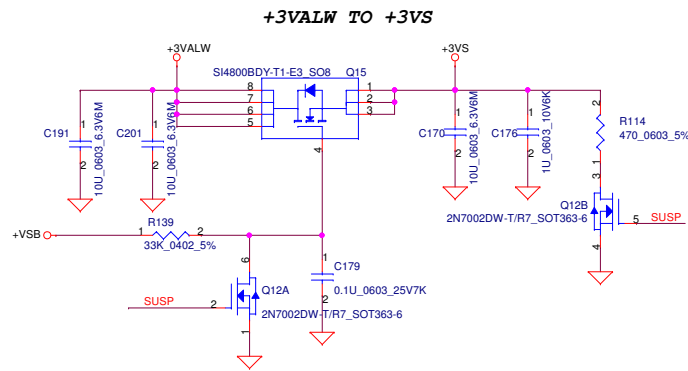 +3VALW TO +3VS
+3VALW
+3VS
SI4800BDY-T1-E3_SO8
Q15
8
7
6
5
1
2
3
4
C191
1
2
10U_0603_6.3V6M
C201
1
2
10U_0603_6.3V6M
C170
1
2
10U_0603_6.3V6M
C176
1
2
1U_0603_10V6K
2
R114
470_0603_5%
1
3
Q12B
2N7002DW-T/R7_SOT363-6
5
SUSP
4
+VSB
1
R139
2
33K_0402_5%
6
Q12A
SUSP
2
2N7002DW-T/R7_SOT363-6
1
C179
1
0.1U_0603_25V7K
2